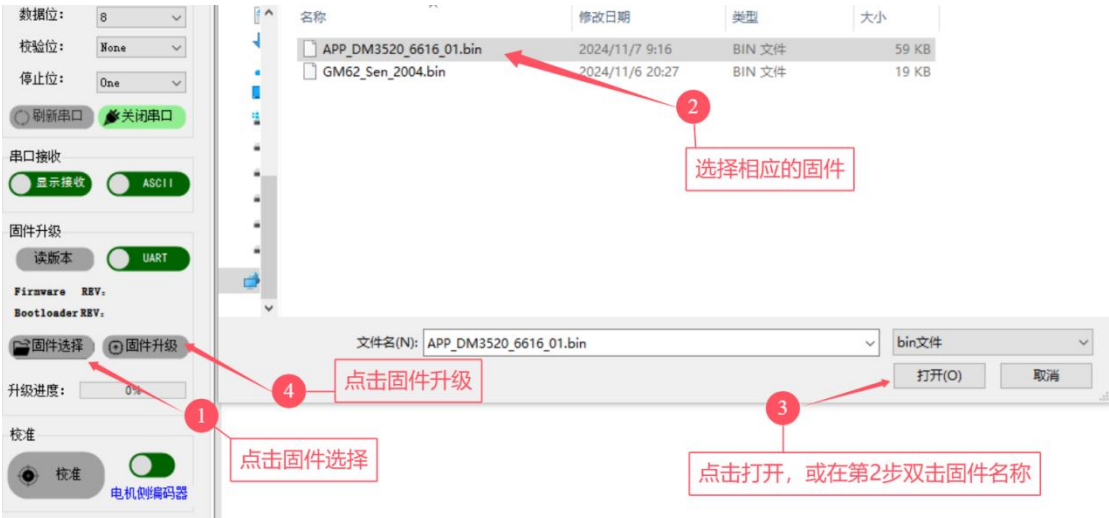 数据位： 8
校验位： None
停止位： One
刷新串口 关闭串口
串口接收
显示接收 ASCII
固件升级
读版本 UART
Firmware REV:
Bootloader REV:
固件选择 固件升级
升级进度： 0%
校准
校准
电机侧编码器
名称 修改日期 类型 大小
APP_DM3520_6616_01.bin 2024/11/7 9:16 BIN 文件 59 KB
GM62_Sen_2004.bin 2024/11/6 20:27 BIN 文件 19 KB
2
选择相应的固件
文件名(N): APP_DM3520_6616_01.bin bin文件
打开(O) 取消
4
点击固件升级
1
点击固件选择
3
点击打开，或在第2步双击固件名称